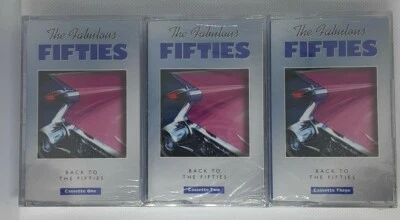 The Fabulous
FIFTIES
BACK TO
THE FIFTIES
Cassette One
The Fabulous
FIFTIES
BACK TO
THE FIFTIES
Cassette Two
The Fabulous
FIFTIES
BACK TO
THE FIFTIES
Cassette Three